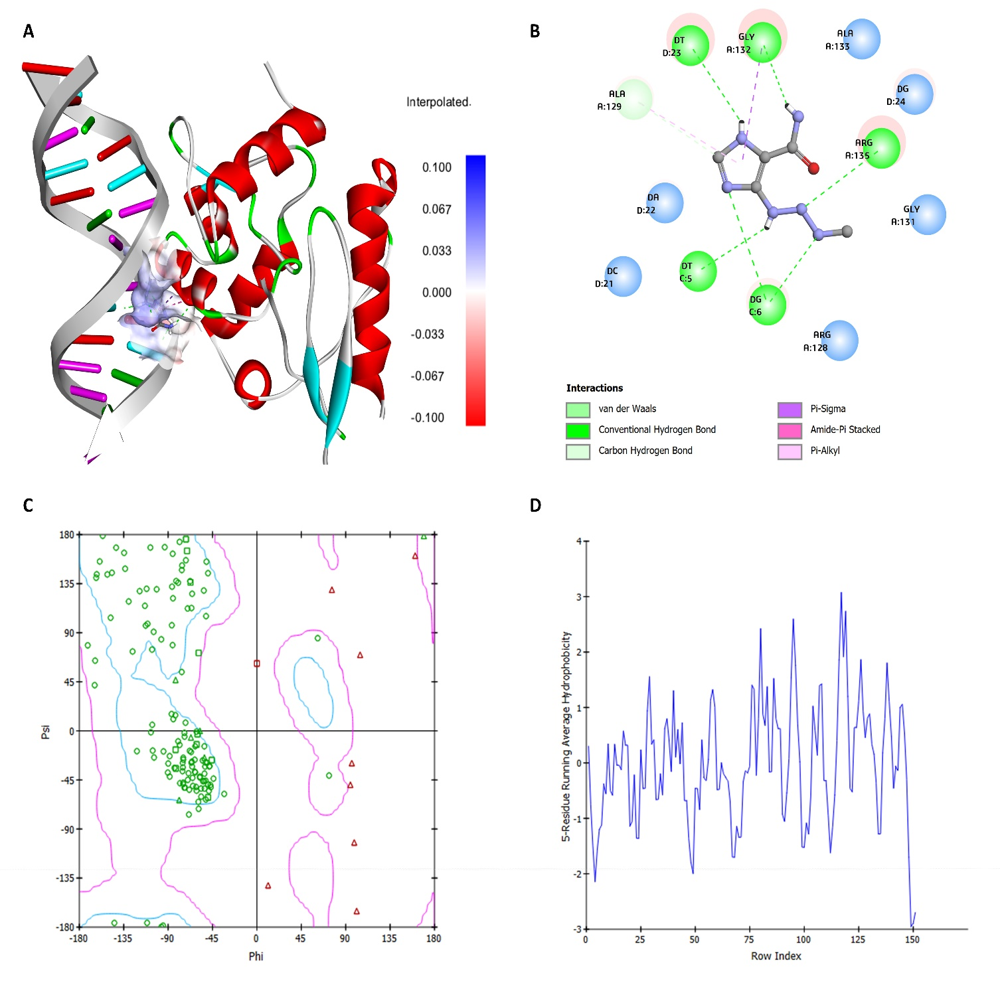 A
Interpolated.
0.100
0.067
0.033
0.000
-0.033
-0.067
-0.100
B
DT
D:23
GLY
A:132
ALA
A:133
ALA
A:129
DG
D:24
ARG
A:135
DA
D:22
GLY
A:131
DC
D:21
DT
C:5
DG
C:6
ARG
A:128
Interactions
van der Waals
Conventional Hydrogen Bond
Carbon Hydrogen Bond
Pi-Sigma
Amide-Pi Stacked
Pi-Alkyl
C
180
135
90
45
0
-45
-90
-135
-180
Psi
-180
-135
-90
-45
0
45
90
135
180
Phi
D
4
3
2
1
0
-1
-2
-3
5-Residue Running Average Hydrophobicity
0
25
50
75
100
125
150
Row Index